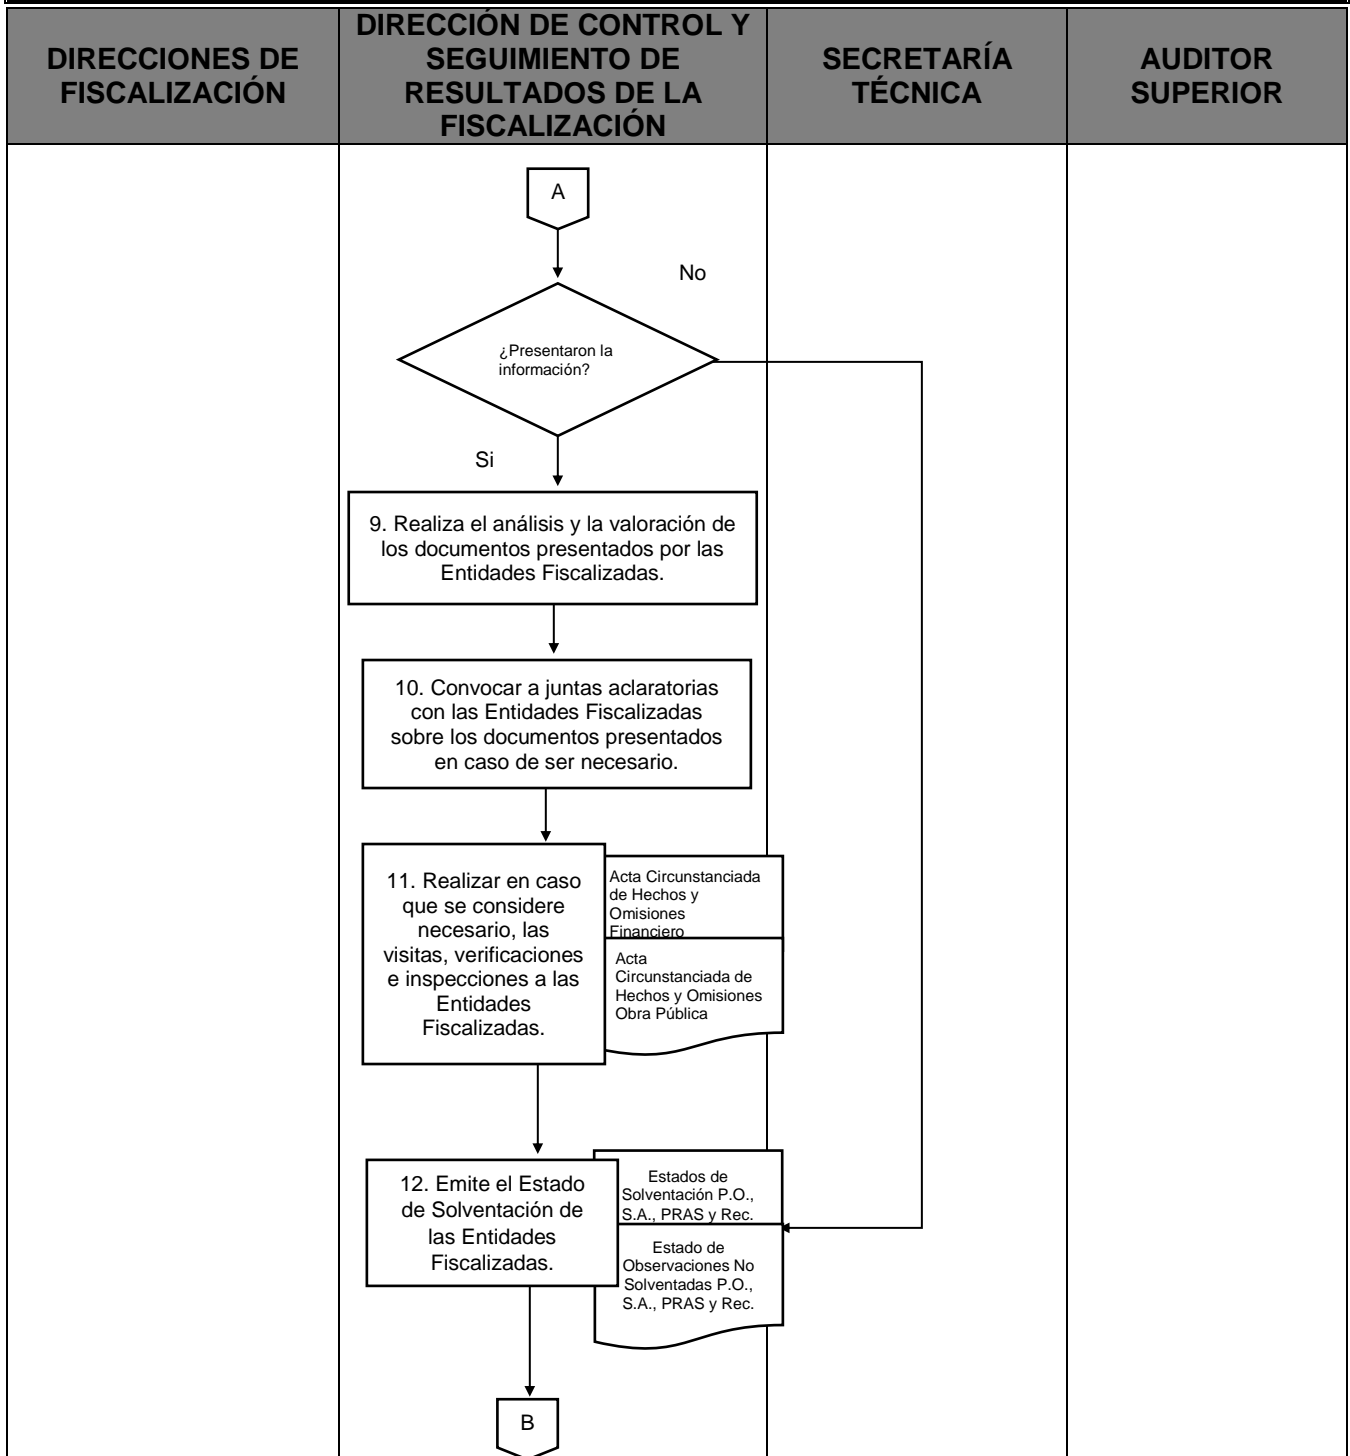 DIRECCIONES DE
FISCALIZACIÓN
DIRECCIÓN DE CONTROL Y
SEGUIMIENTO DE
RESULTADOS DE LA
FISCALIZACIÓN
SECRETARÍA
TÉCNICA
AUDITOR
SUPERIOR
A
No
¿Presentaron la
información?
Si
9. Realiza el análisis y la valoración de
los documentos presentados por las
Entidades Fiscalizadas.
10. Convocar a juntas aclaratorias
con las Entidades Fiscalizadas
sobre los documentos presentados
en caso de ser necesario.
11. Realizar en caso
que se considere
necesario, las
visitas, verificaciones
e inspecciones a las
Entidades
Fiscalizadas.
Acta Circunstanciada
de Hechos y
Omisiones
Financiero
Acta
Circunstanciada de
Hechos y Omisiones
Obra Pública
12. Emite el Estado
de Solventación de
las Entidades
Fiscalizadas.
Estados de
Solventación P.O.,
S.A., PRAS y Rec.
Estado de
Observaciones No
Solventadas P.O.,
S.A., PRAS y Rec.
B